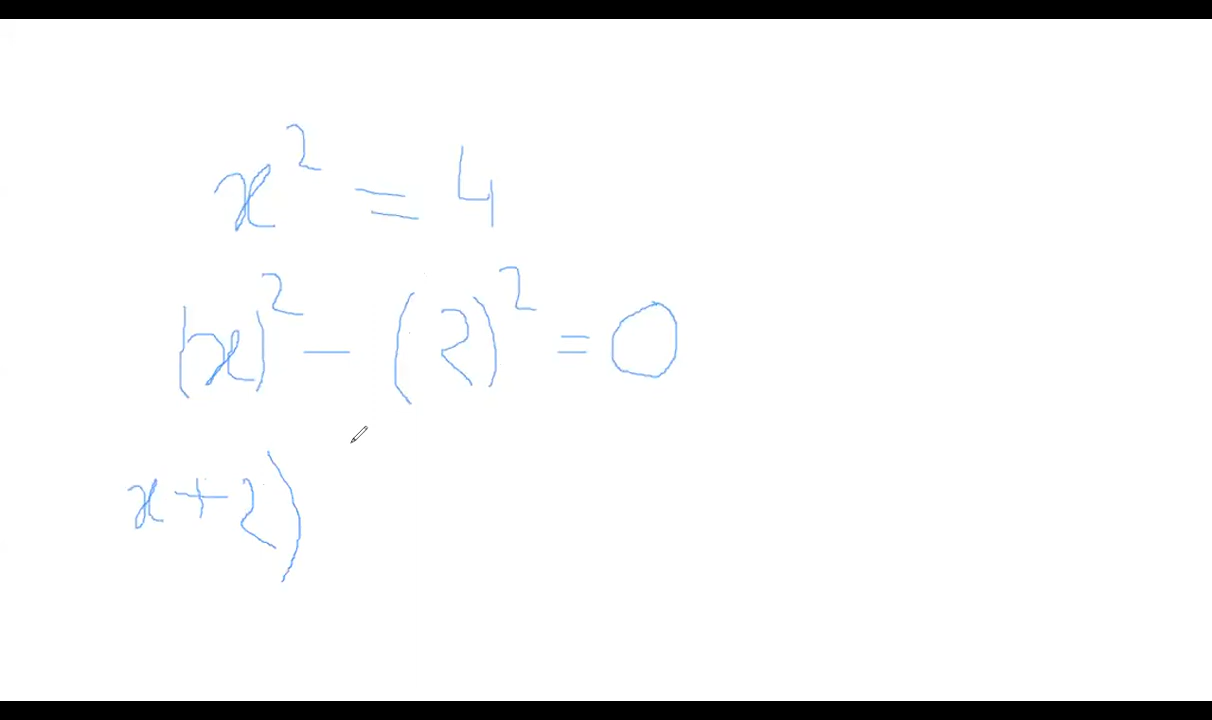 x² = 4
(x)² − (2)² = 0
x + 2)